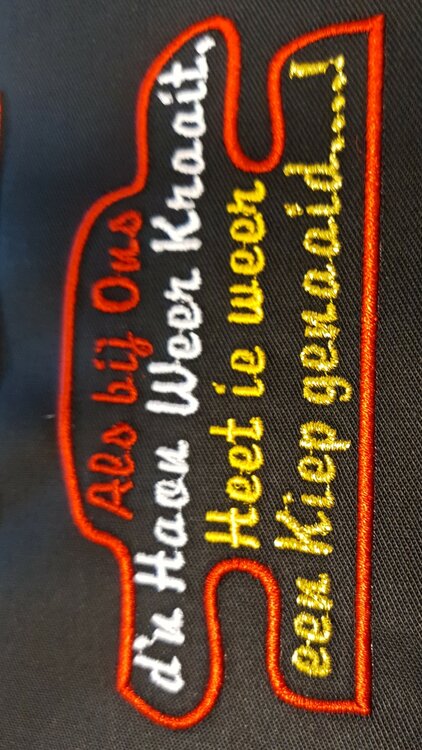 Als bij Ons
d'n Haon Weer Kraait,
Heet ie weer
een Kiep genaaid....!